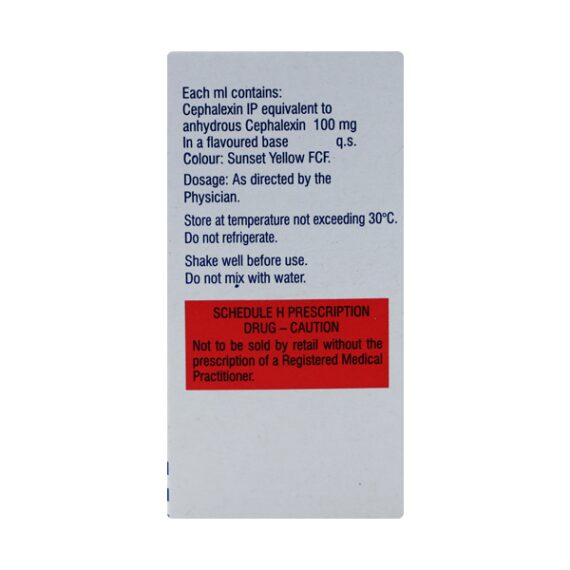 Each ml contains:
Cephalexin IP equivalent to
anhydrous Cephalexin 100 mg
In a flavoured base q.s.
Colour: Sunset Yellow FCF.
Dosage: As directed by the
Physician.
Store at temperature not exceeding 30ºC.
Do not refrigerate.
Shake well before use.
Do not mix with water.
SCHEDULE H PRESCRIPTION
DRUG – CAUTION
Not to be sold by retail without the
prescription of a Registered Medical
Practitioner.